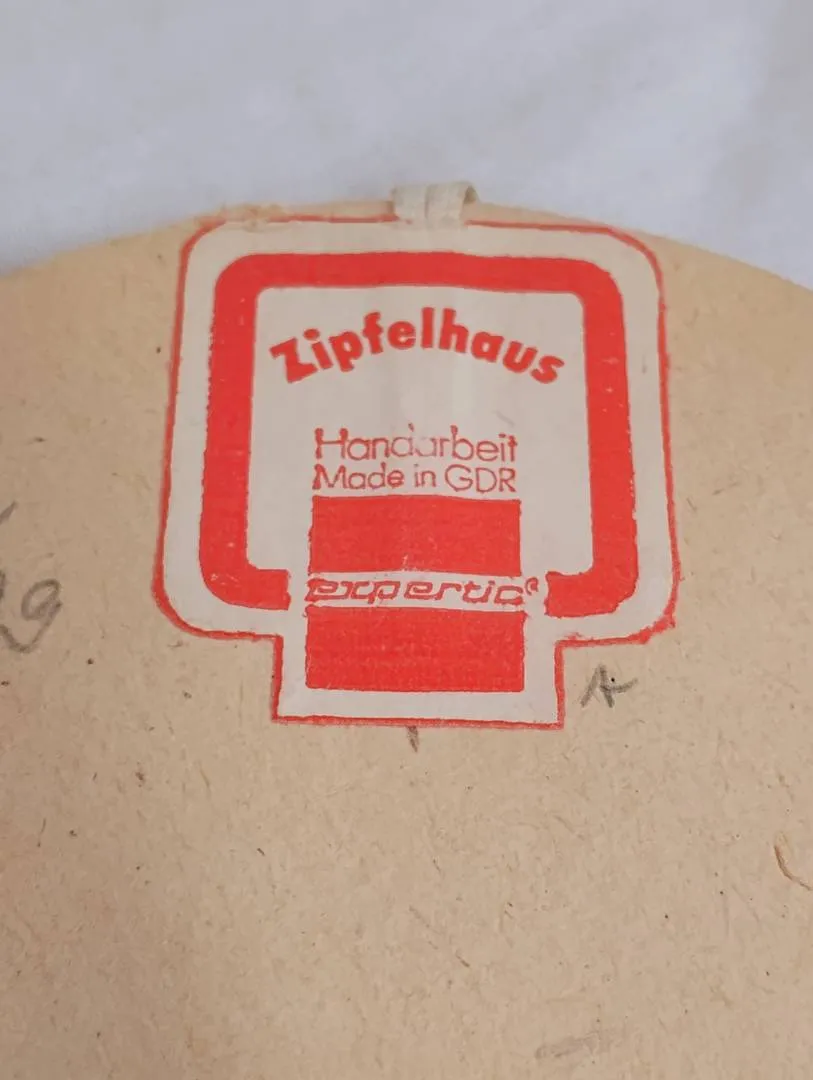 Zipfelhaus
Handarbeit
Made in GDR
expertic®